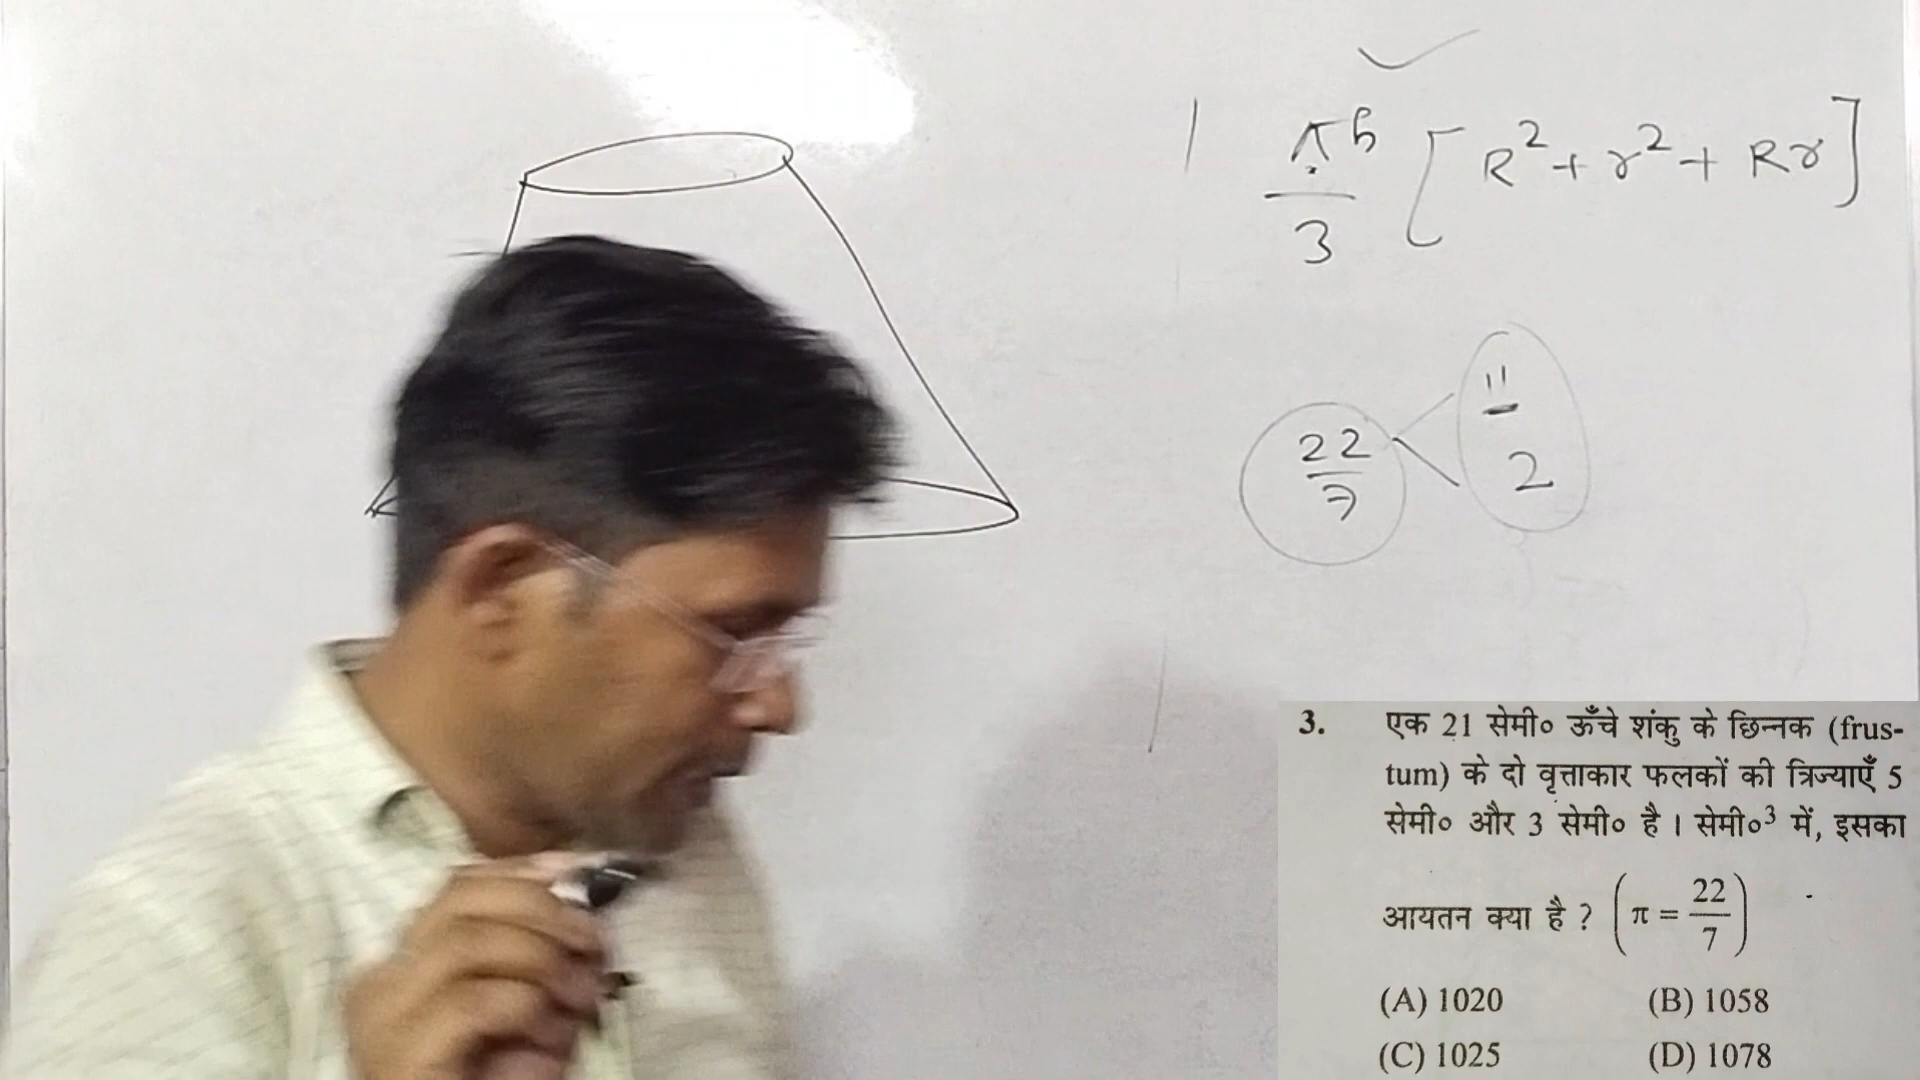 πh/3 [R²+r²+Rr]
22/7 < 11 2
3. एक 21 सेमी० ऊँचे शंकु के छिन्नक (frus-
tum) के दो वृत्ताकार फलकों की त्रिज्याएँ 5
सेमी० और 3 सेमी० है । सेमी०³ में, इसका
आयतन क्या है ? (π = 22/7)
(A) 1020 (B) 1058
(C) 1025 (D) 1078